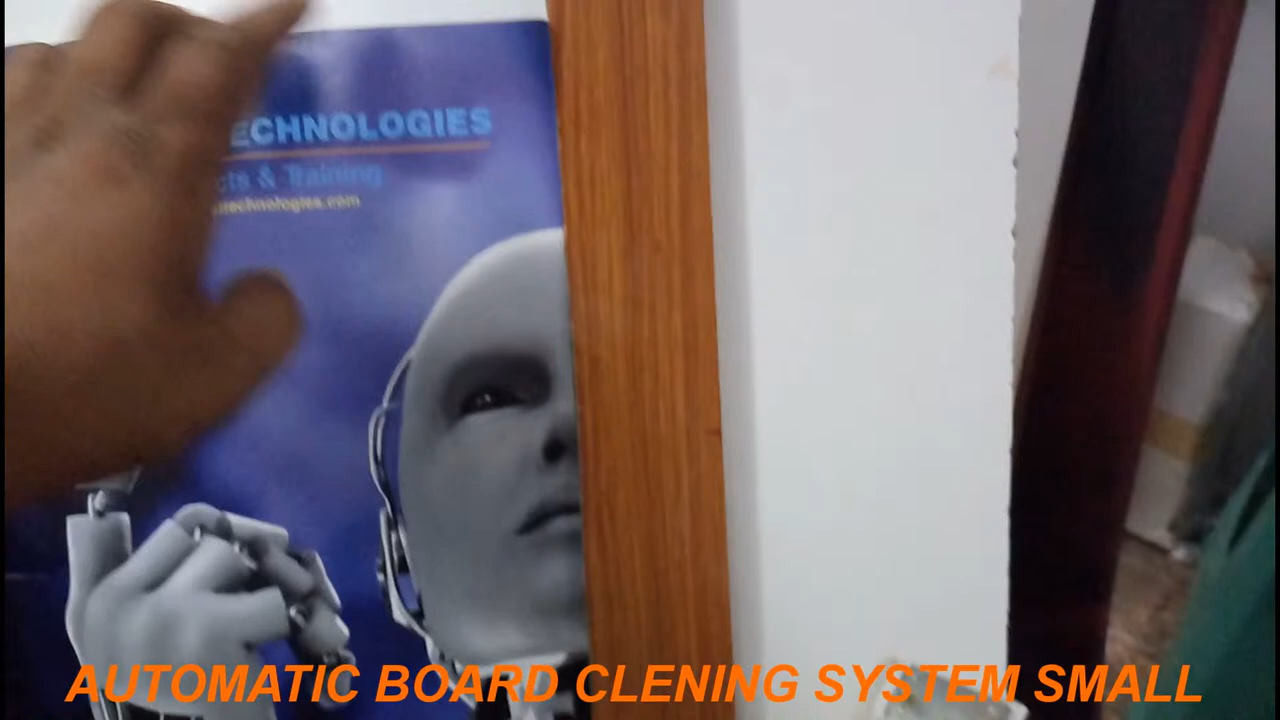 ECHNOLOGIES
cts & Training
technologies.com
AUTOMATIC BOARD CLENING SYSTEM SMALL